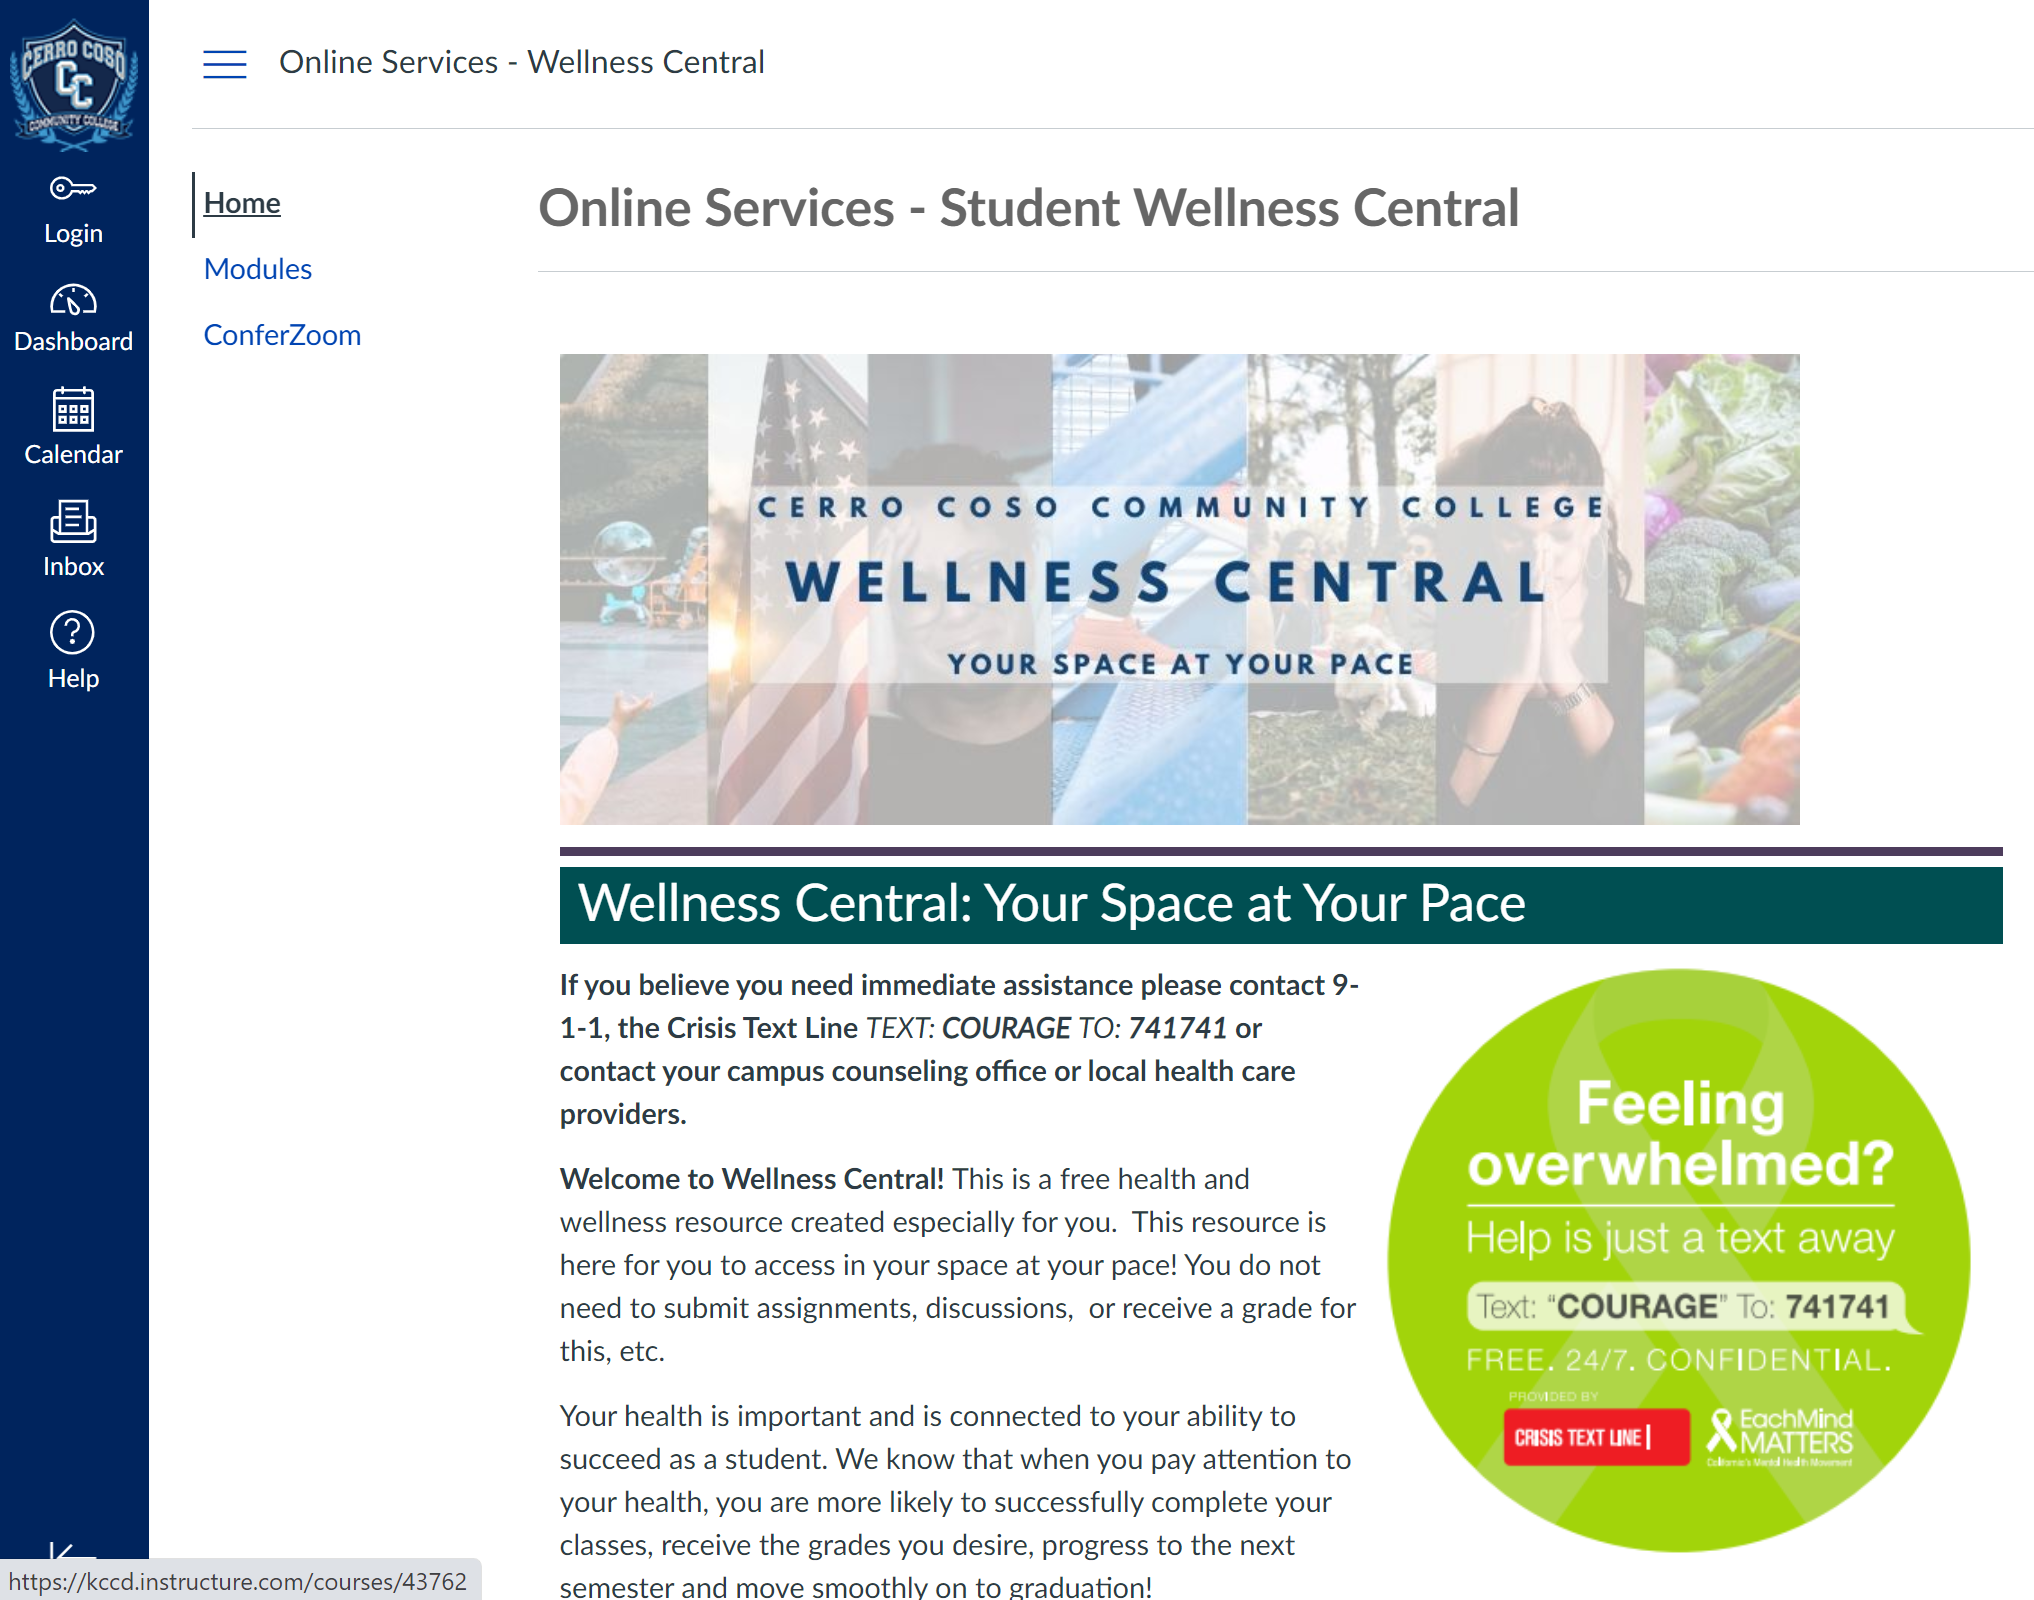 CERRO COSO
CC
COMMUNITY COLLEGE
Login
Dashboard
Calendar
Inbox
Help
Online Services - Wellness Central
Home
Modules
ConferZoom
Online Services - Student Wellness Central
CERRO COSO COMMUNITY COLLEGE
WELLNESS CENTRAL
YOUR SPACE AT YOUR PACE
Wellness Central: Your Space at Your Pace
If you believe you need immediate assistance please contact 9-
1-1, the Crisis Text Line TEXT: COURAGE TO: 741741 or
contact your campus counseling office or local health care
providers.
Welcome to Wellness Central! This is a free health and
wellness resource created especially for you.  This resource is
here for you to access in your space at your pace! You do not
need to submit assignments, discussions,  or receive a grade for
this, etc.
Your health is important and is connected to your ability to
succeed as a student. We know that when you pay attention to
your health, you are more likely to successfully complete your
classes, receive the grades you desire, progress to the next
semester and move smoothly on to graduation!
Feeling
overwhelmed?
Help is just a text away
Text: “COURAGE” To: 741741
FREE. 24/7. CONFIDENTIAL.
PROVIDED BY
CRISIS TEXT LINE|
EachMind
MATTERS
California's Mental Health Movement
https://kccd.instructure.com/courses/43762